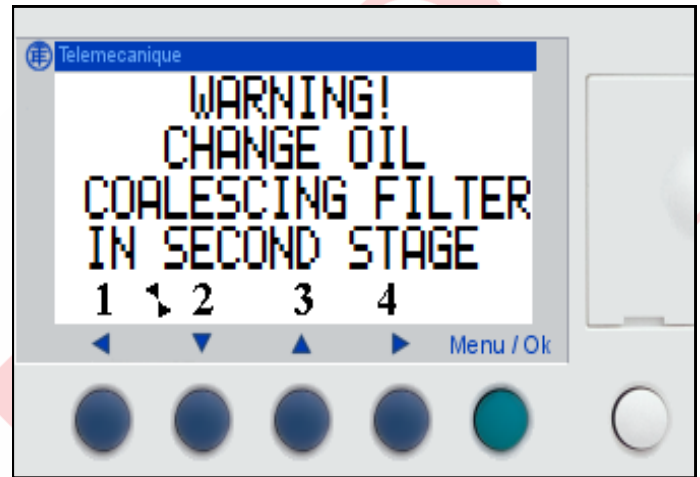 Telemecanique
WARNING!
CHANGE OIL
COALESCING FILTER
IN SECOND STAGE
1 2 3 4
Menu / Ok